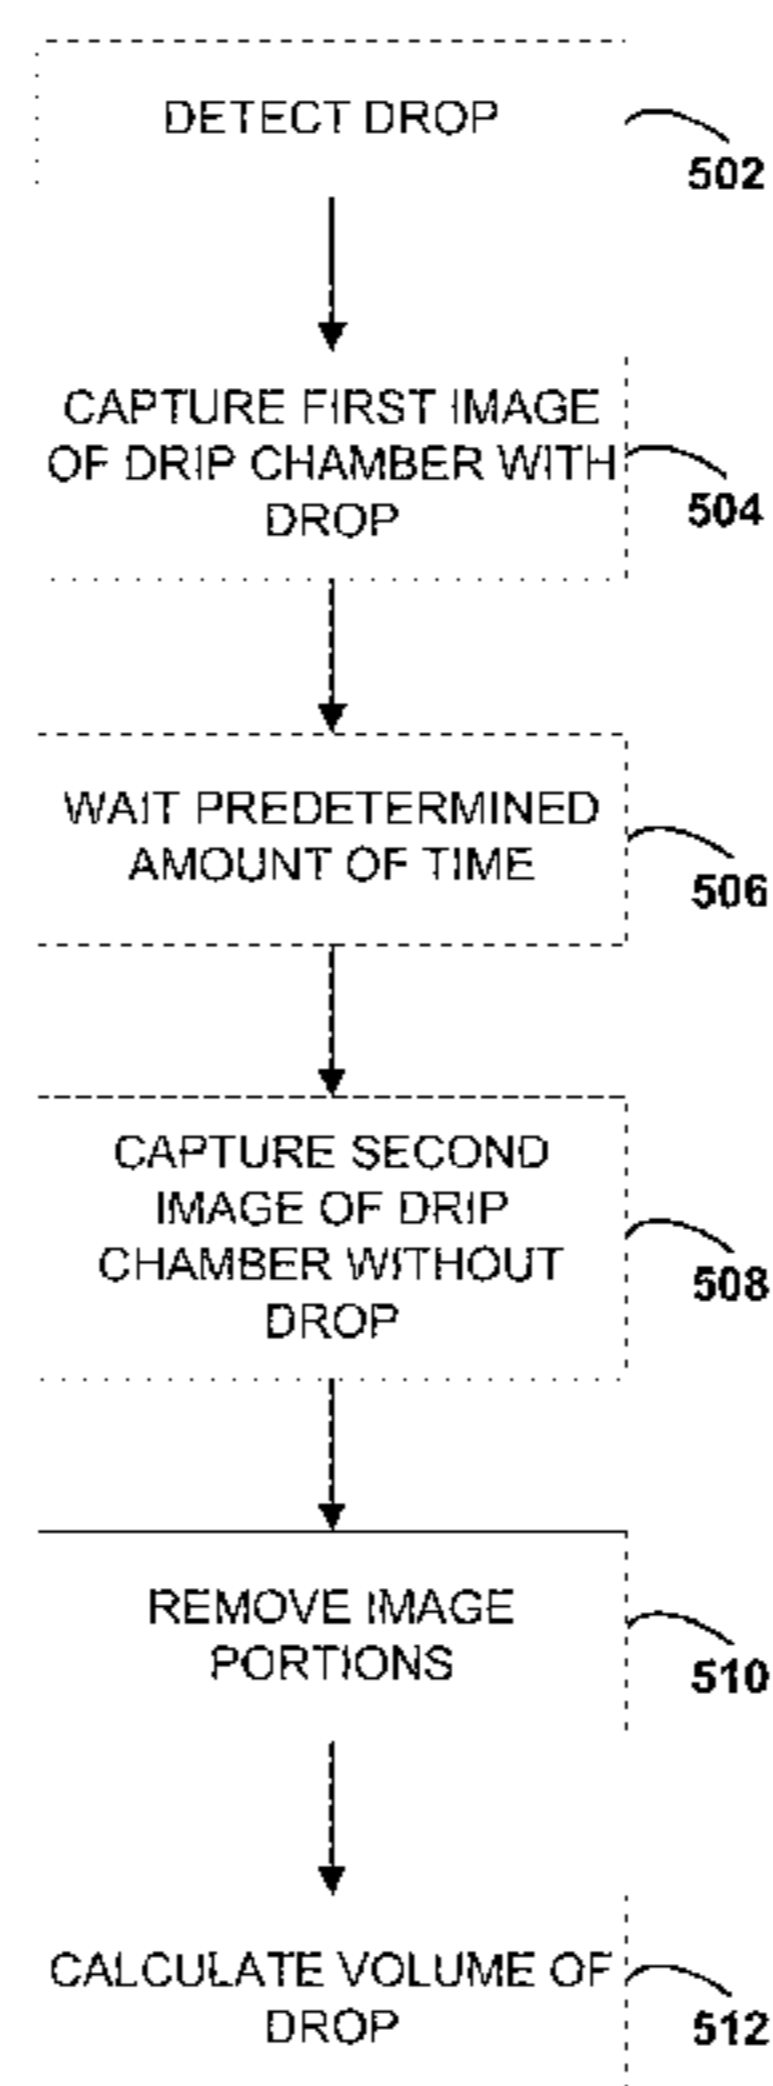 DETECT DROP
502
CAPTURE FIRST IMAGE
OF DRIP CHAMBER WITH
DROP
504
WAIT PREDETERMINED
AMOUNT OF TIME
506
CAPTURE SECOND
IMAGE OF DRIP
CHAMBER WITHOUT
DROP
508
REMOVE IMAGE
PORTIONS
510
CALCULATE VOLUME OF
DROP
512